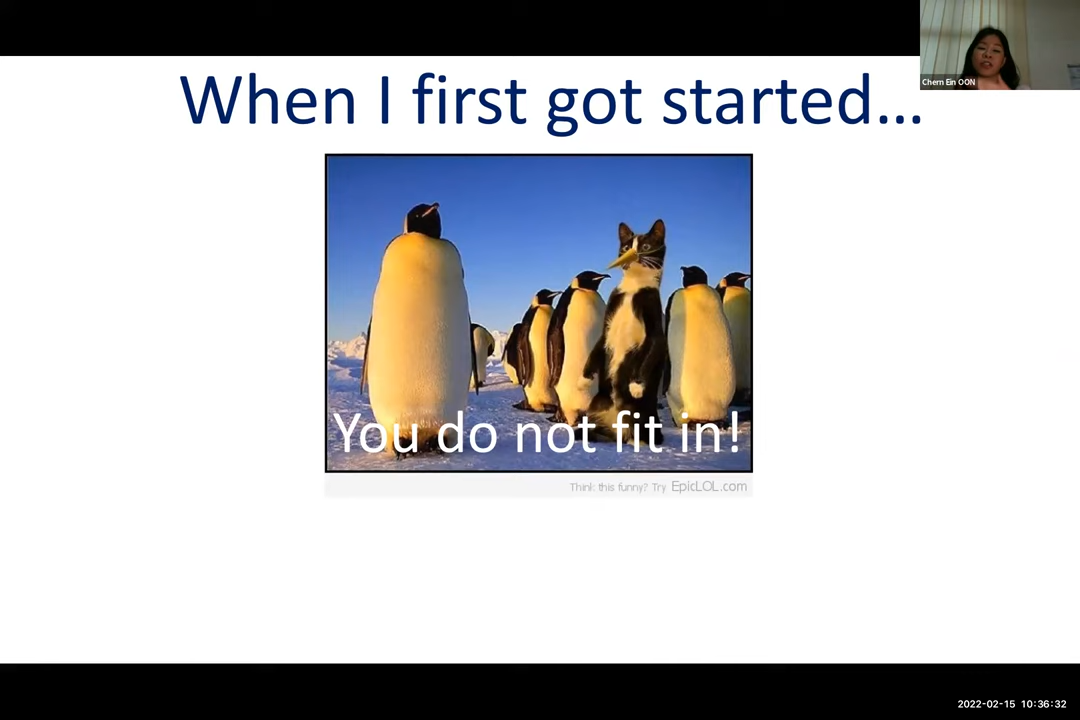 Chern Ein OON
When I first got started...
You do not fit in!
Think: this funny? Try EpicLOL.com
2022-02-15 10:36:32